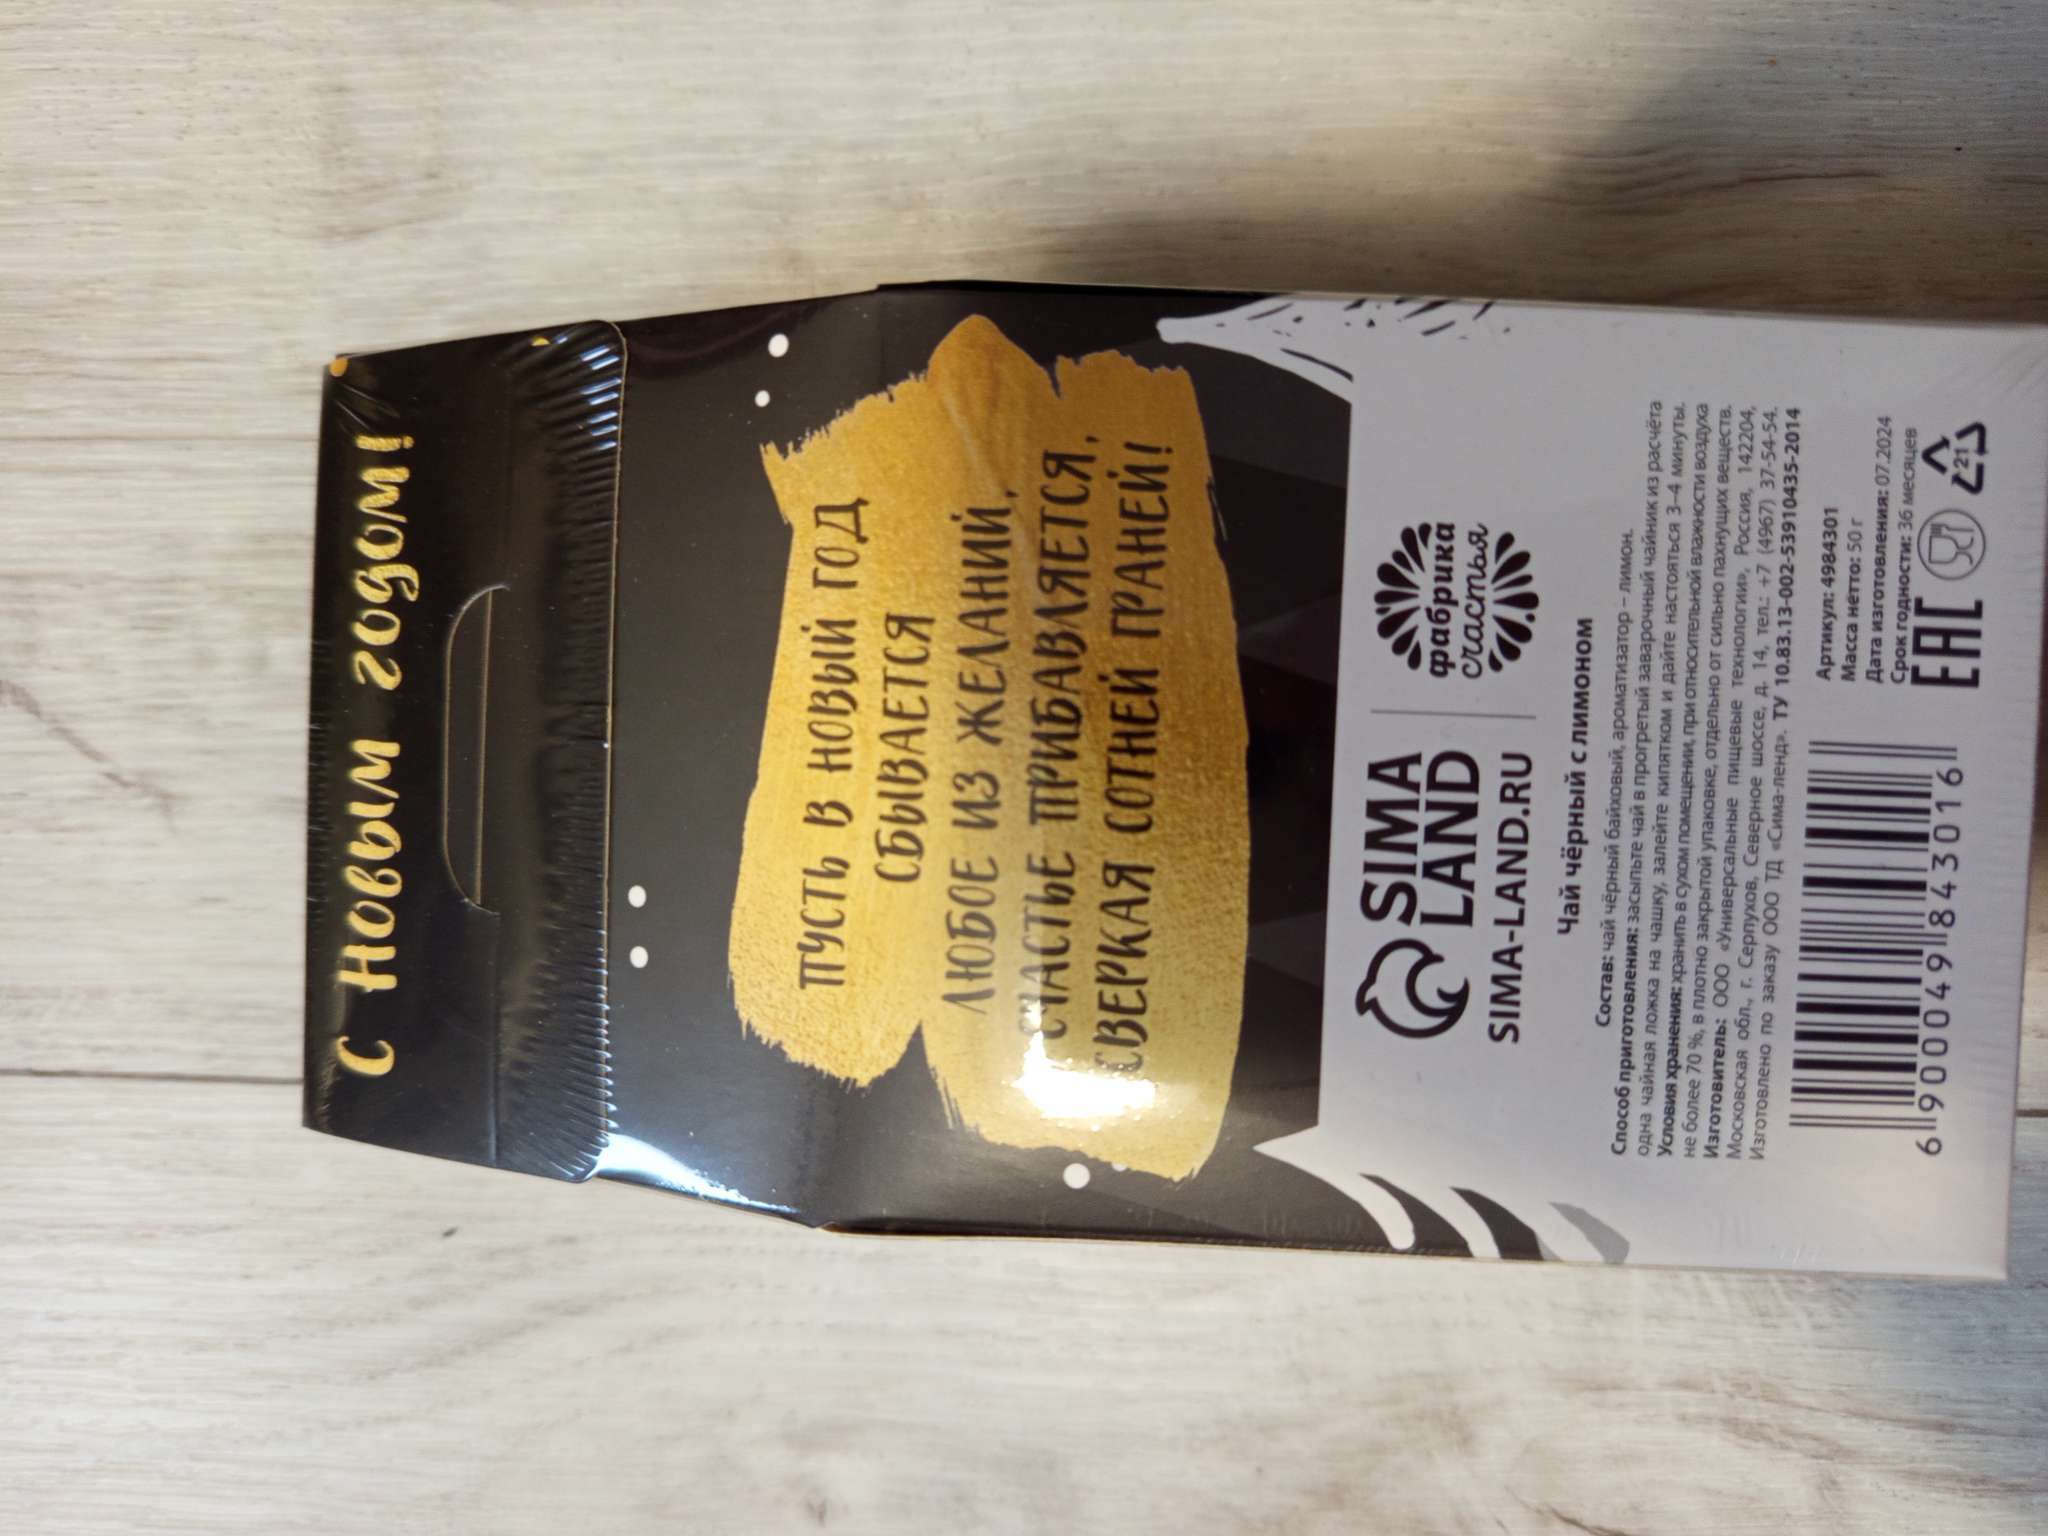 С Новым годом!
ПУСТЬ В НОВЫЙ ГОД
СБЫВАЕТСЯ
ЛЮБОЕ ИЗ ЖЕЛАНИЙ,
СЧАСТЬЕ ПРИБАВЛЯЕТСЯ,
СВЕРКАЯ СОТНЕЙ ГРАНЕЙ!
SIMA
LAND
SIMA-LAND.RU
фабрика
счастья
Чай чёрный с лимоном
Состав: чай чёрный байховый, ароматизатор – лимон.
Способ приготовления: засыпьте чай в прогретый заварочный чайник из расчёта
одна чайная ложка на чашку, залейте кипятком и дайте настояться 3–4 минуты.
Условия хранения: хранить в сухом помещении, при относительной влажности воздуха
не более 70 %, в плотно закрытой упаковке, отдельно от сильно пахнущих веществ.
Изготовитель: ООО «Универсальные пищевые технологии», Россия, 142204,
Московская обл., г. Серпухов, Северное шоссе, д. 14, тел.: +7 (4967) 37-54-54.
Изготовлено по заказу ООО ТД «Сима-ленд». ТУ 10.83.13-002-53910435-2014
Артикул: 4984301
Масса нетто: 50 г
Дата изготовления: 07.2024
Срок годности: 36 месяцев
EAC
21
6 900049 843016